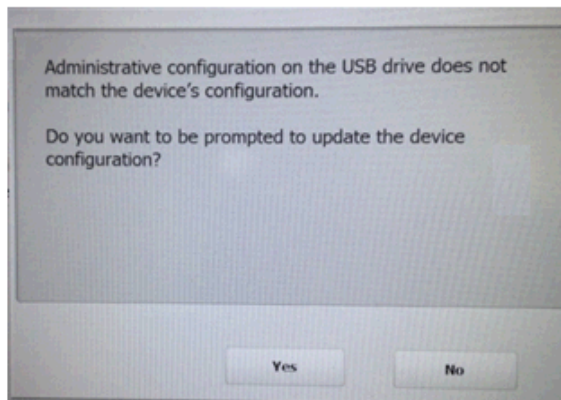 Administrative configuration on the USB drive does not
match the device's configuration.
Do you want to be prompted to update the device
configuration?
Yes
No